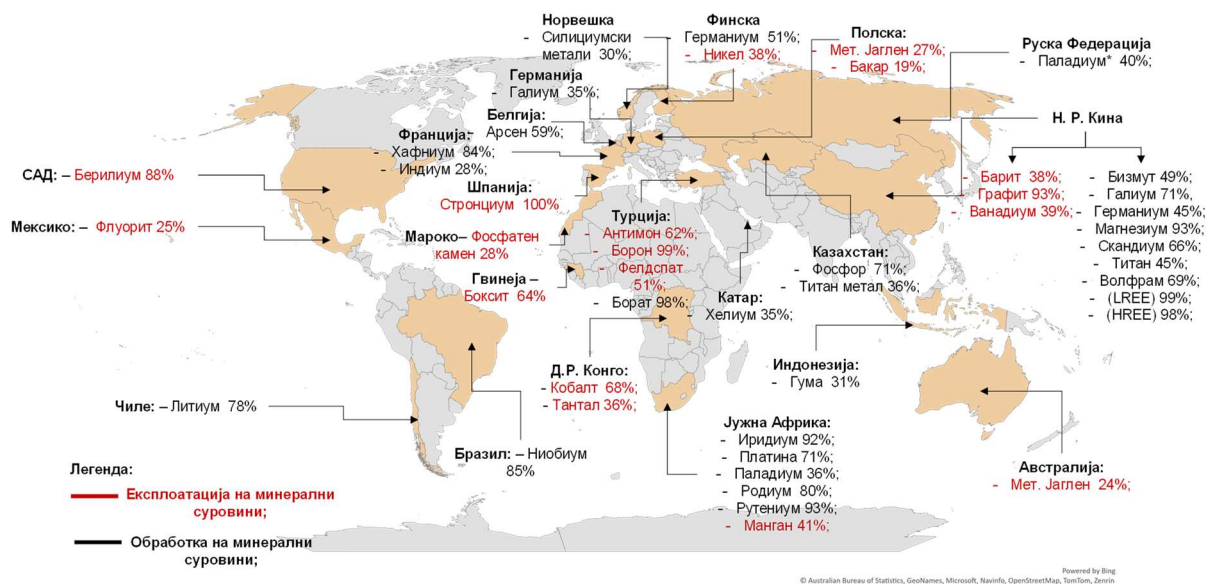 Норвешка
- Силициумски
метали 30%;
Финска
- Германиум 51%;
- Никел 38%;
Полска:
- Мет. Јаглен 27%
- Бакар 19%;
Руска Федерација
- Паладиум* 40%;
Германија
- Галиум 35%;
Белгија:
- Арсен 59%;
Франција:
- Хафниум 84%;
- Индиум 28%;
Н. Р. Кина
- Барит 38%;
- Графит 93%;
- Ванадиум 39%;
- Бизмут 49%;
- Галиум 71%;
- Германиум 45%;
- Магнезиум 93%;
- Скандиум 66%;
- Титан 45%;
- Волфрам 69%;
- (LREE) 99%;
- (HREE) 98%;
САД: – Берилиум 88%
Шпанија:
Стронциум 100%
Мексико: – Флуорит 25%
Мароко– Фосфатен
камен 28%
Турција:
- Антимон 62%;
- Борон 99%;
- Фелдспат
51%;
- Борат 98%;
Гвинеја –
Боксит 64%
Казахстан:
- Фосфор 71%;
- Титан метал 36%;
Катар:
- Хелиум 35%;
Индонезија:
- Гума 31%
Д.Р. Конго:
- Кобалт 68%;
- Тантал 36%;
Чиле: – Литиум 78%
Бразил: – Ниобиум
85%
Јужна Африка:
- Иридиум 92%;
- Платина 71%;
- Паладиум 36%;
- Родиум 80%;
- Рутениум 93%;
- Манган 41%;
Австралија:
- Мет. Јаглен 24%;
Легенда:
Експлоатација на минерални
суровини;
Обработка на минерални
суровини;
Powered by Bing
© Australian Bureau of Statistics, GeoNames, Microsoft, Navinfo, OpenStreetMap, TomTom, Zenrin